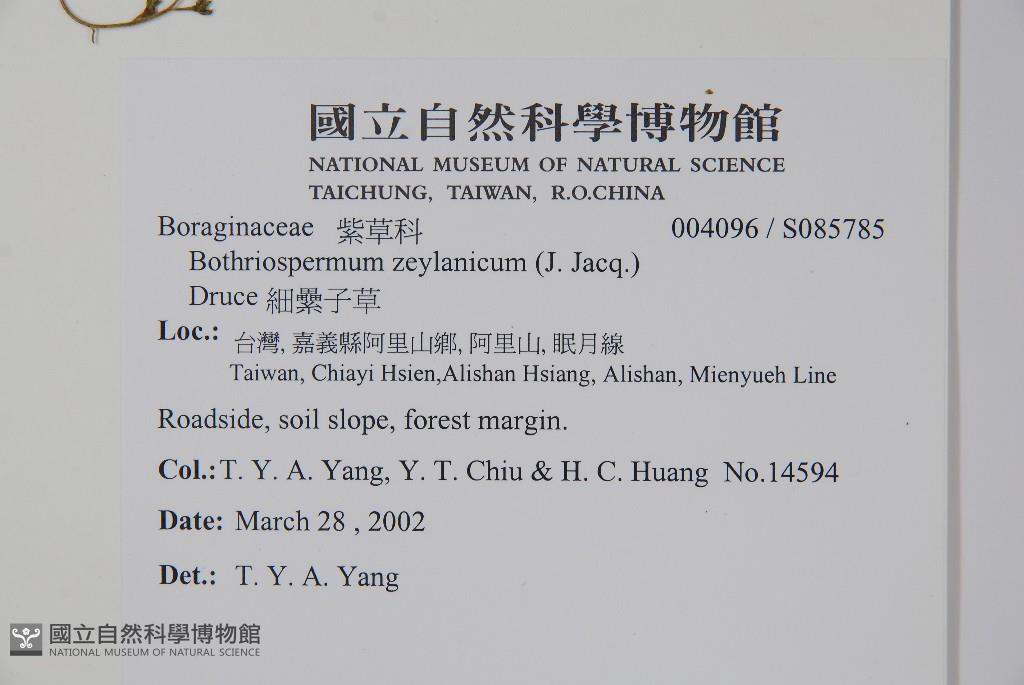 國立自然科學博物館
NATIONAL MUSEUM OF NATURAL SCIENCE
TAICHUNG, TAIWAN, R.O.CHINA
Boraginaceae 紫草科 004096 / S085785
Bothriospermum zeylanicum (J. Jacq.)
Druce 細纍子草
Loc.: 台灣, 嘉義縣阿里山鄉, 阿里山, 眠月線
Taiwan, Chiayi Hsien,Alishan Hsiang, Alishan, Mienyueh Line
Roadside, soil slope, forest margin.
Col.: T. Y. A. Yang, Y. T. Chiu & H. C. Huang No.14594
Date: March 28 , 2002
Det.: T. Y. A. Yang
國立自然科學博物館
NATIONAL MUSEUM OF NATURAL SCIENCE